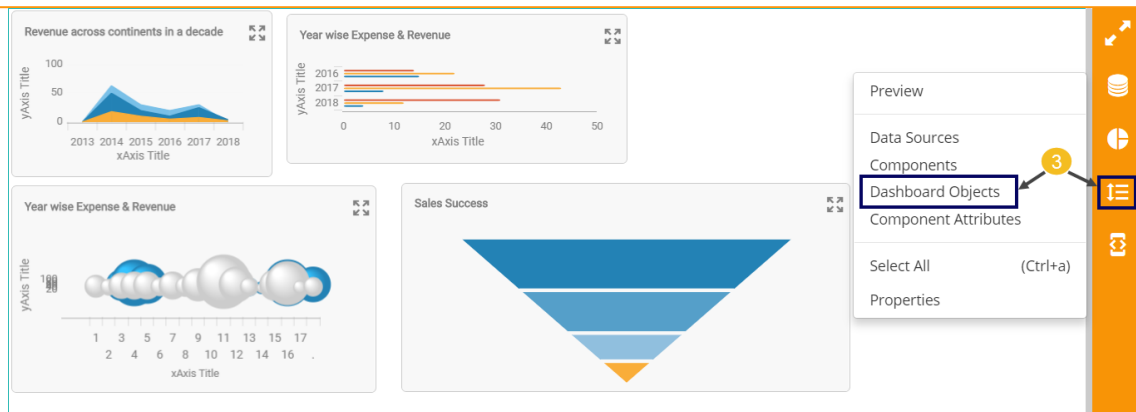 Revenue across continents in a decade
yAxis Title
100
50
0
2013 2014 2015 2016 2017 2018
xAxis Title
Year wise Expense & Revenue
yAxis Title
2016
2017
2018
0 10 20 30 40 50
xAxis Title
Year wise Expense & Revenue
yAxis Title
20
1 3 5 7 9 11 13 15 17
2 4 6 8 10 12 14 16 .
xAxis Title
Sales Success
Preview
Data Sources
Components
Dashboard Objects
Component Attributes
Select All (Ctrl+a)
Properties
3